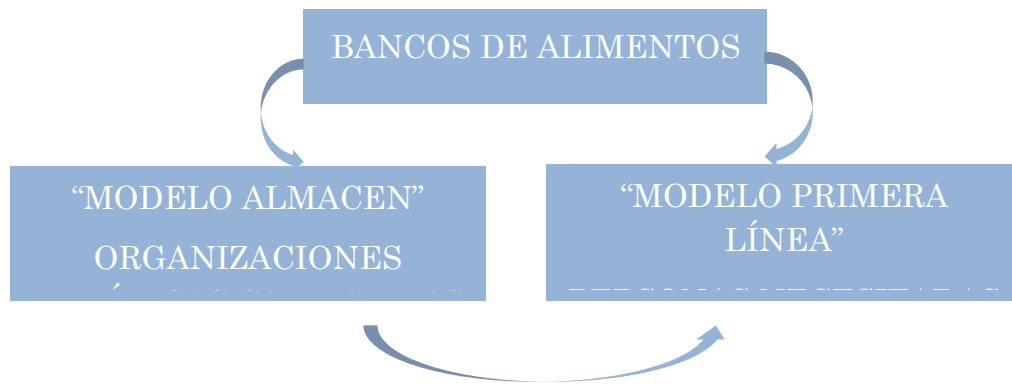 BANCOS DE ALIMENTOS
“MODELO ALMACEN”
ORGANIZACIONES
“MODELO PRIMERA
LÍNEA”